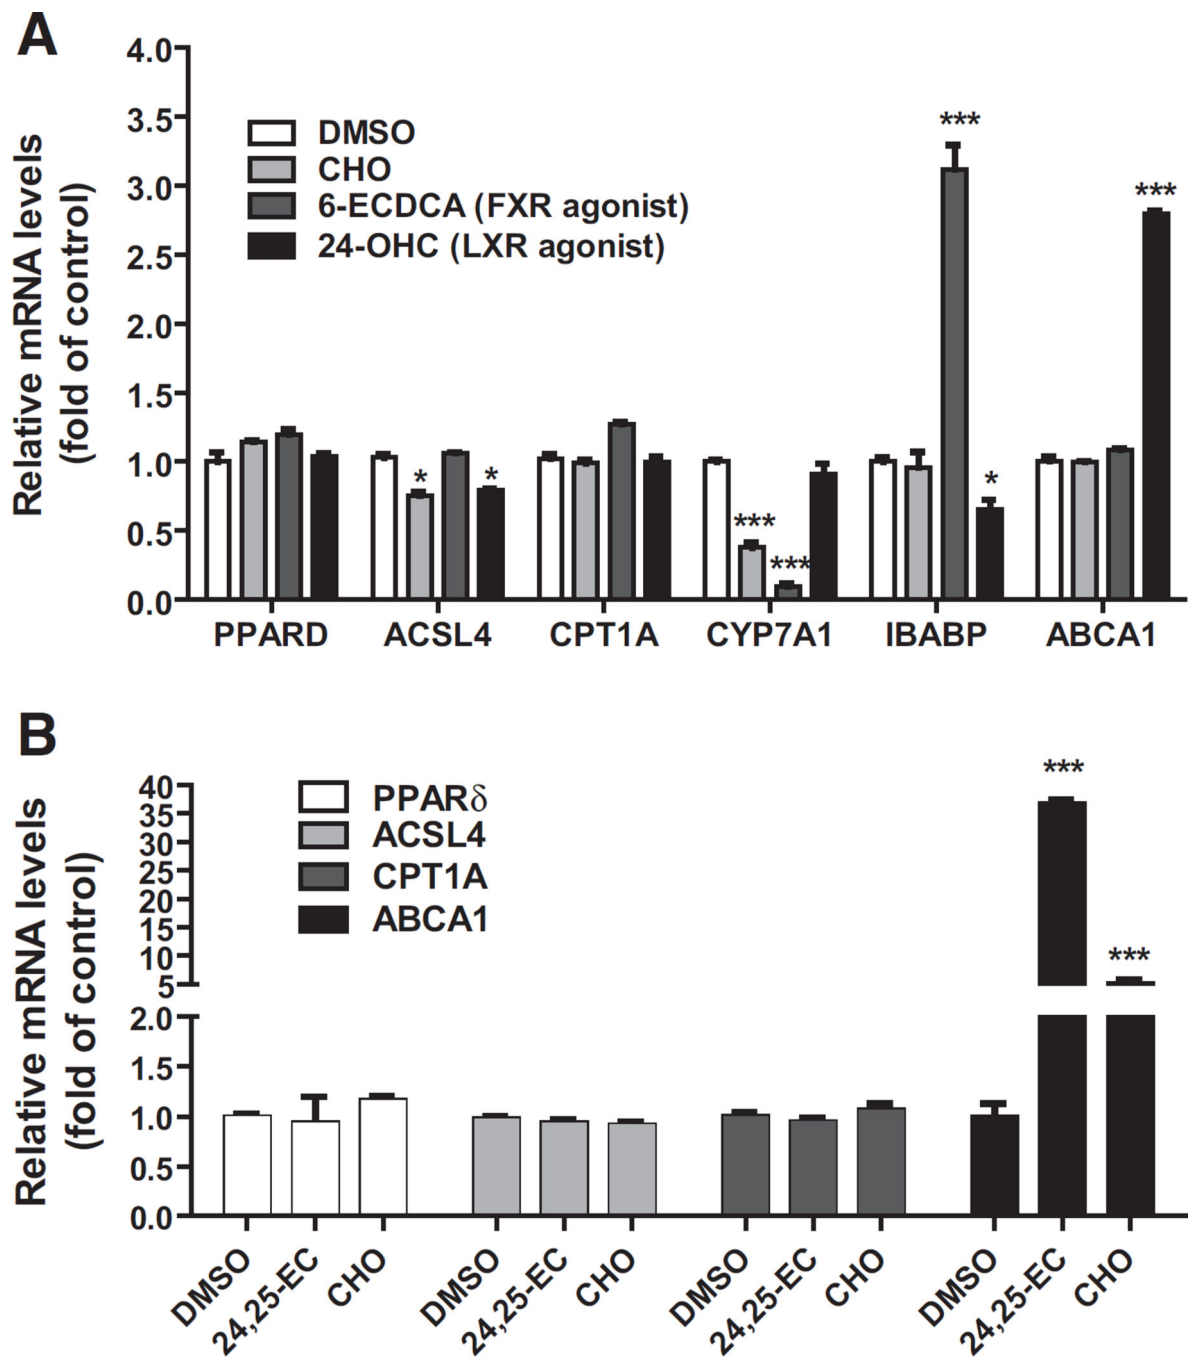 A
Relative mRNA levels
(fold of control)
4.0
3.5
3.0
2.5
2.0
1.5
1.0
0.5
0.0
DMSO
CHO
6-ECDCA (FXR agonist)
24-OHC (LXR agonist)
*
*
***
***
***
*
***
PPARD ACSL4 CPT1A CYP7A1 IBABP ABCA1
B
Relative mRNA levels
(fold of control)
40
35
30
25
20
15
10
5
2.0
1.5
1.0
0.5
0.0
PPARδ
ACSL4
CPT1A
ABCA1
***
***
DMSO 24,25-EC CHO DMSO 24,25-EC CHO DMSO 24,25-EC CHO DMSO 24,25-EC CHO